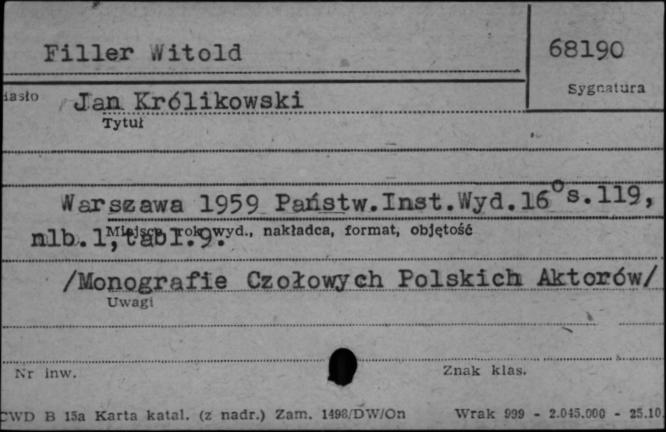 Filler Witold
68190
Sygnatura
iasło Jan Królikowski
Tytuł
Warszawa 1959 Państw.Inst.Wyd.16° s.119,
nlb.1,tabl.9.
Miejsce, rok wyd., nakładca, format, objętość
/Monografie Czołowych Polskich Aktorów/
Uwagi
Nr inw.
Znak klas.
CWD B 15a Karta katal. (z nadr.) Zam. 1498/DW/On Wrak 999 - 2.045.000 - 25.10.